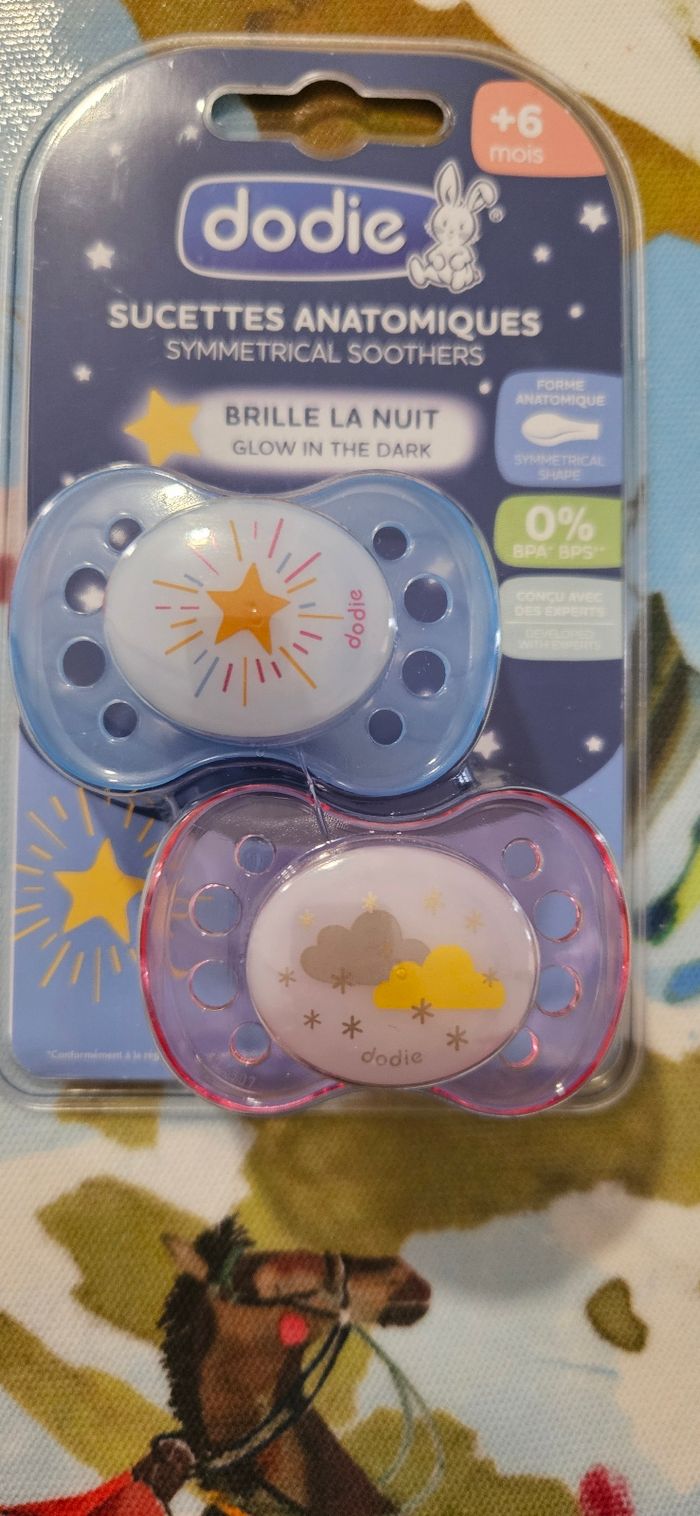 +6
mois
dodie®
SUCETTES ANATOMIQUES
SYMMETRICAL SOOTHERS
BRILLE LA NUIT
GLOW IN THE DARK
FORME
ANATOMIQUE
SYMMETRICAL
SHAPE
0%
BPA* BPS**
CONÇU AVEC
DES EXPERTS
DEVELOPED
WITH EXPERTS
dodie
dodie
*Conformément à la